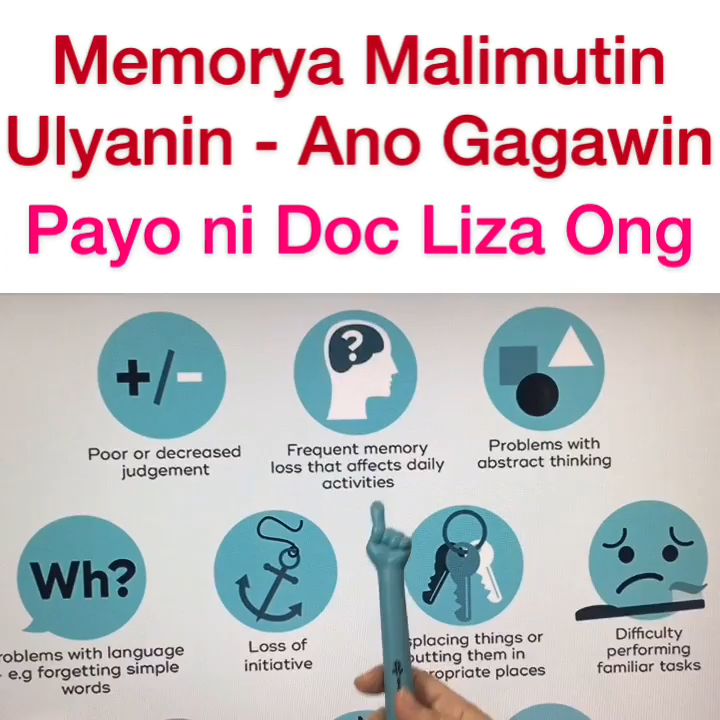 Memorya Malimutin
Ulyanin - Ano Gagawin
Payo ni Doc Liza Ong
+/-
?
Poor or decreased
judgement
Frequent memory
loss that affects daily
activities
Problems with
abstract thinking
Wh?
roblems with language
e.g forgetting simple
words
Loss of
initiative
splacing things or
utting them in
ropriate places
Difficulty
performing
familiar tasks